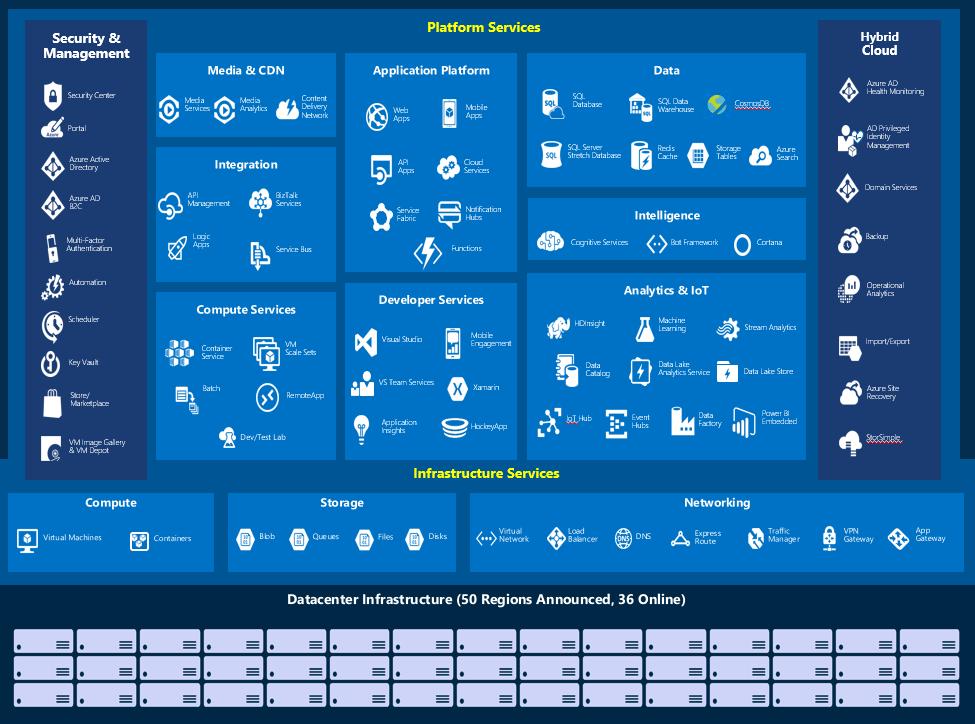 Platform Services
Security &
Management
Security Center
Portal
Azure Active
Directory
Azure AD
B2C
Multi-Factor
Authentication
Automation
Scheduler
Key Vault
Store/
Marketplace
VM Image Gallery
& VM Depot
Media & CDN
Media
Services
Media
Analytics
Content
Delivery
Network
Integration
API
Management
BizTalk
Services
Logic
Apps
Service Bus
Compute Services
Container
Service
VM
Scale Sets
Batch
RemoteApp
Dev/Test Lab
Application Platform
Web
Apps
Mobile
Apps
API
Apps
Cloud
Services
Service
Fabric
Notification
Hubs
Functions
Developer Services
Visual Studio
Mobile
Engagement
VS Team Services
Xamarin
Application
Insights
HockeyApp
Data
SQL
SQL
Database
SQL
SQL Data
Warehouse
CosmosDB
SQL
SQL Server
Stretch Database
Redis
Cache
Storage
Tables
Azure
Search
Intelligence
Cognitive Services
Bot Framework
Cortana
Analytics & IoT
HDInsight
Machine
Learning
Stream Analytics
Data
Catalog
Data Lake
Analytics Service
Data Lake Store
IoT Hub
Event
Hubs
Data
Factory
Power BI
Embedded
Hybrid
Cloud
Azure AD
Health Monitoring
AD Privileged
Identity
Management
Domain Services
Backup
Operational
Analytics
Import/Export
Azure Site
Recovery
StorSimple
Infrastructure Services
Compute
Virtual Machines
Containers
Storage
Blob
Queues
Files
Disks
Networking
Virtual
Network
Load
Balancer
DNS
DNS
Express
Route
Traffic
Manager
VPN
Gateway
App
Gateway
Datacenter Infrastructure (50 Regions Announced, 36 Online)